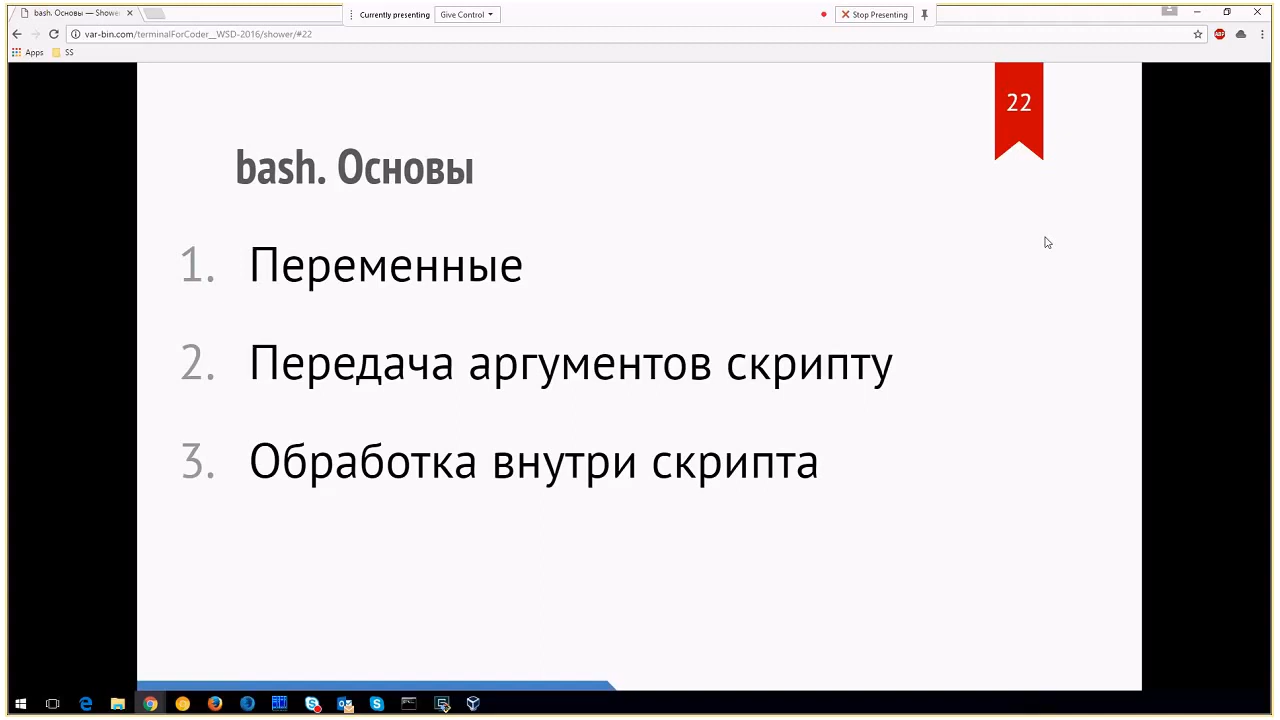 bash. Основы — Showe
Currently presenting
Give Control
Stop Presenting
var-bin.com/terminalForCoder__WSD-2016/shower/#22
ABP
Apps
SS
22
bash. Основы
1. Переменные
2. Передача аргументов скрипту
3. Обработка внутри скрипта